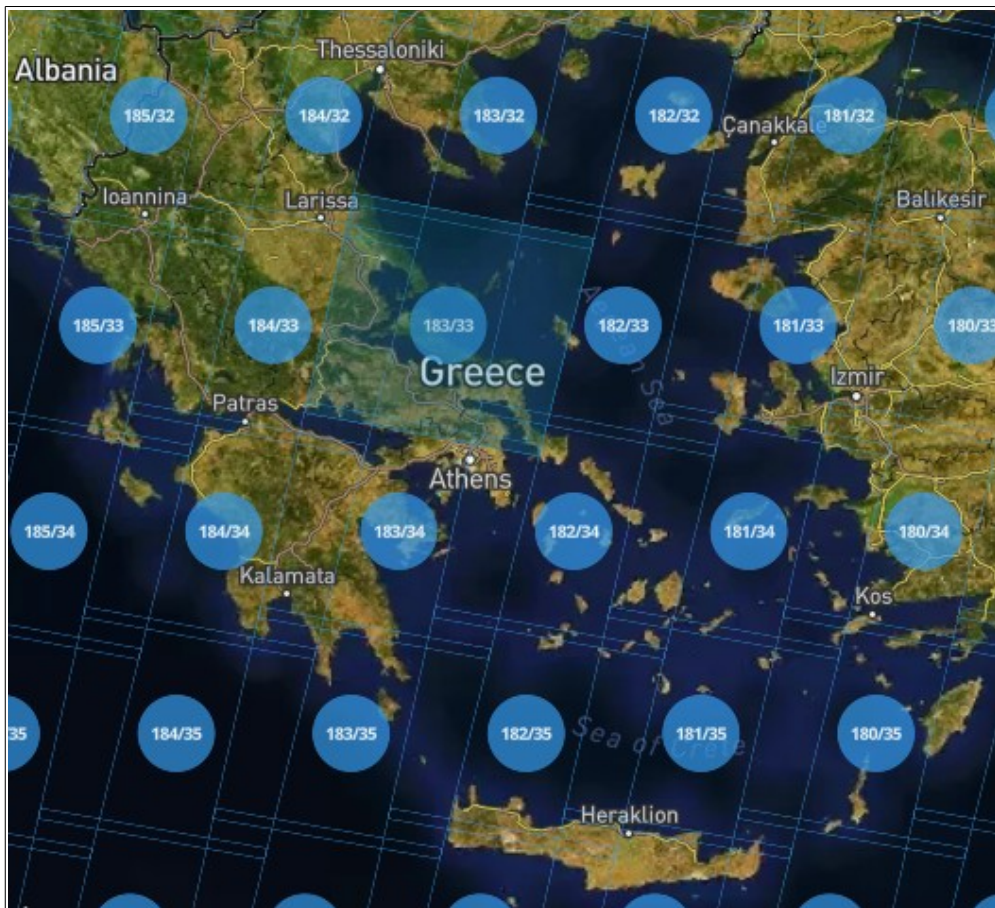 Thessaloniki
Albania
185/32
184/32
183/32
182/32
181/32
Çanakkale
Ioannina
Larissa
Balıkesir
185/33
184/33
183/33
182/33
181/33
180/33
Aegean Sea
Greece
Izmir
Patras
Athens
185/34
184/34
183/34
182/34
181/34
180/34
Kalamata
Kos
35
184/35
183/35
182/35
181/35
180/35
Sea of Crete
Heraklion